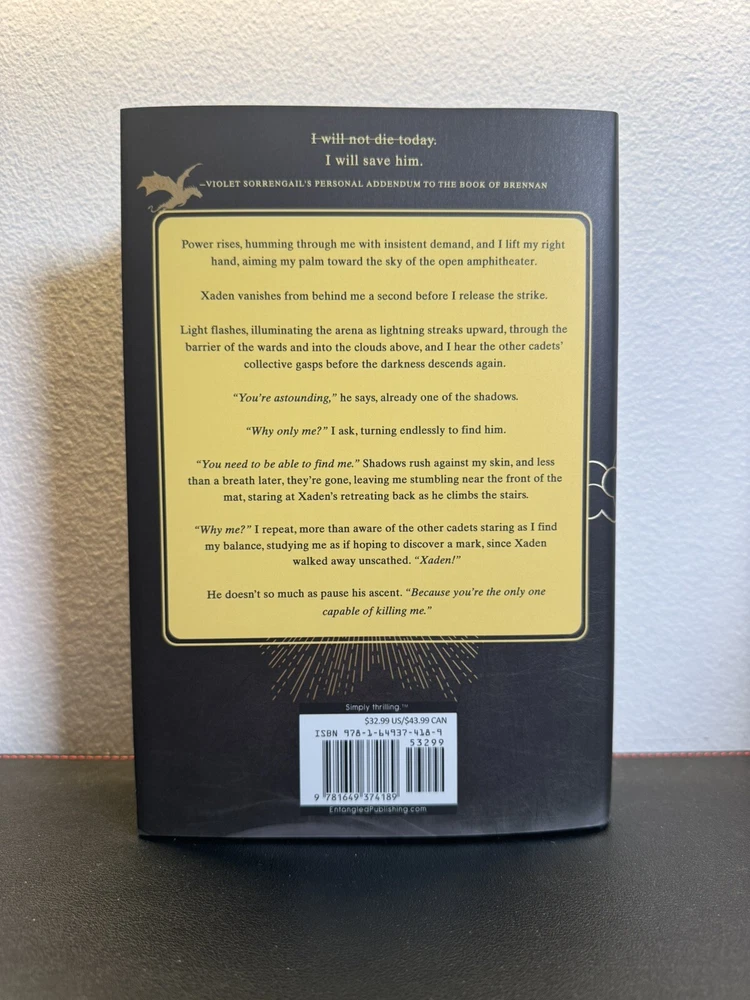 I will not die today.
I will save him.
—VIOLET SORRENGAIL'S PERSONAL ADDENDUM TO THE BOOK OF BRENNAN
Power rises, humming through me with insistent demand, and I lift my right
hand, aiming my palm toward the sky of the open amphitheater.
Xaden vanishes from behind me a second before I release the strike.
Light flashes, illuminating the arena as lightning streaks upward, through the
barrier of the wards and into the clouds above, and I hear the other cadets'
collective gasps before the darkness descends again.
"You're astounding," he says, already one of the shadows.
"Why only me?" I ask, turning endlessly to find him.
"You need to be able to find me." Shadows rush against my skin, and less
than a breath later, they're gone, leaving me stumbling near the front of the
mat, staring at Xaden's retreating back as he climbs the stairs.
"Why me?" I repeat, more than aware of the other cadets staring as I find
my balance, studying me as if hoping to discover a mark, since Xaden
walked away unscathed. "Xaden!"
He doesn't so much as pause his ascent. "Because you're the only one
capable of killing me."
Simply thrilling.™
$32.99 US/$43.99 CAN
ISBN 978-1-64937-418-9
53299
9 781649 374189
EntangledPublishing.com